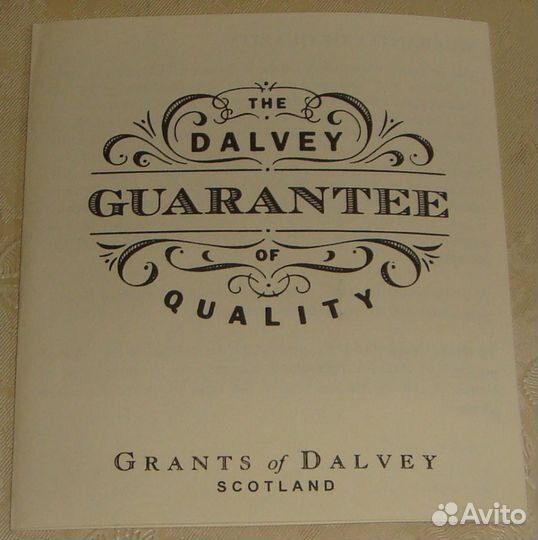 THE
DALVEY
GUARANTEE
OF
QUALITY
GRANTS of DALVEY
SCOTLAND
Avito